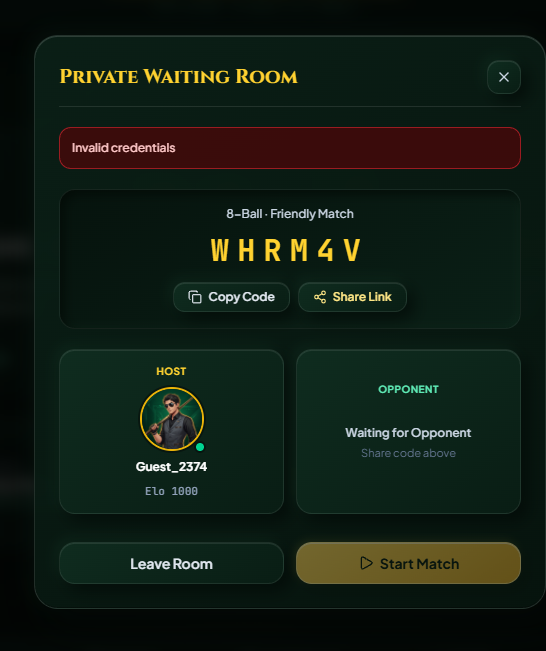 Private Waiting Room
Invalid credentials
8-Ball · Friendly Match
WHRM4V
Copy Code
Share Link
HOST
Guest_2374
Elo 1000
OPPONENT
Waiting for Opponent
Share code above
Leave Room
Start Match